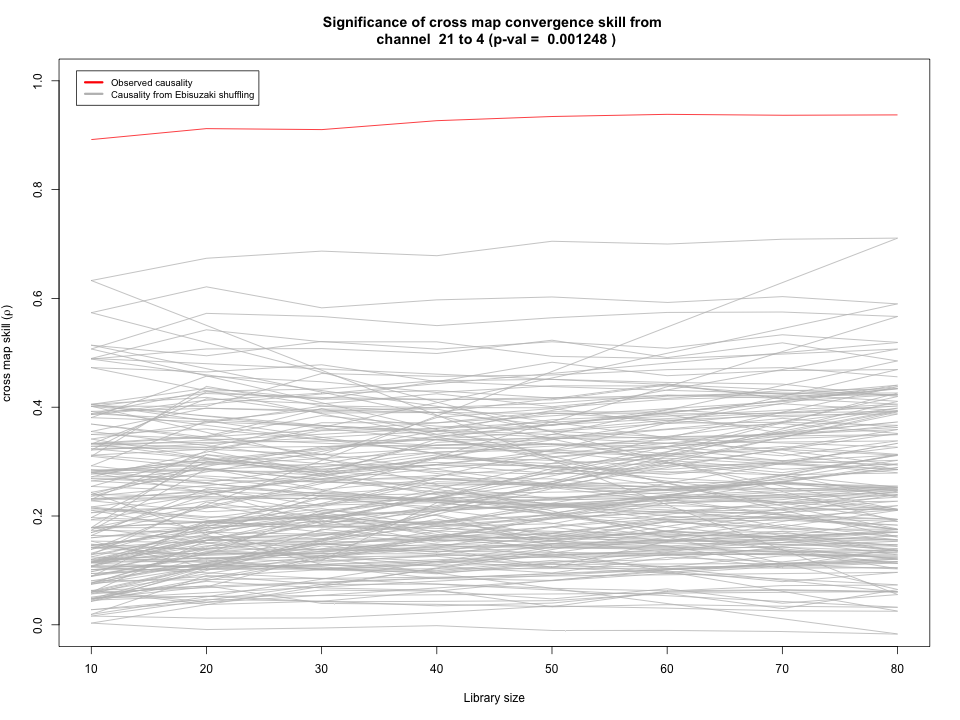 Significance of cross map convergence skill from
channel  21 to 4 (p-val =  0.001248 )
Observed causality
Causality from Ebisuzaki shuffling
cross map skill (ρ)
1.0
0.8
0.6
0.4
0.2
0.0
10 20 30 40 50 60 70 80
Library size